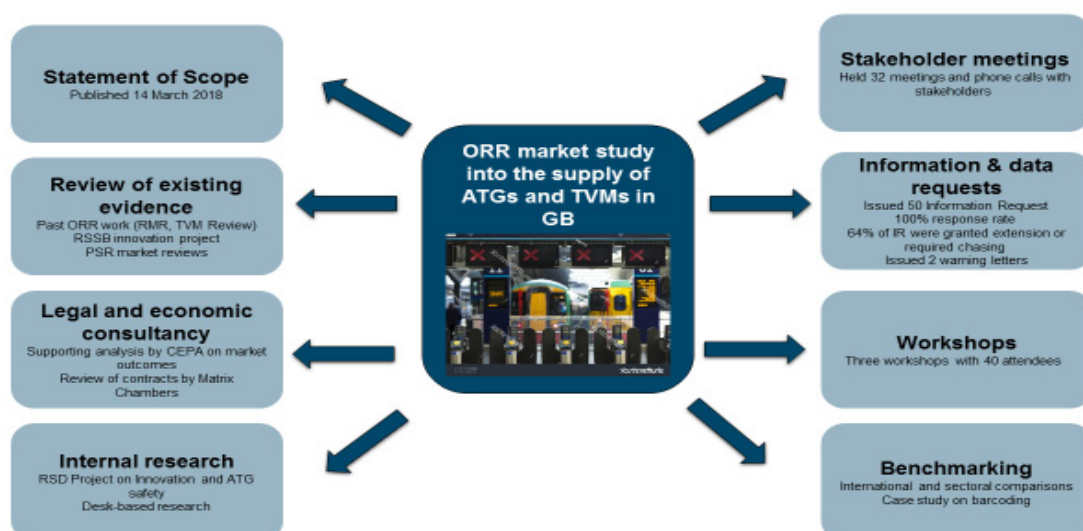 Statement of Scope
Published 14 March 2018
Review of existing
evidence
Past ORR work (RMR, TVM Review)
RSSB innovation project
PSR market reviews
Legal and economic
consultancy
Supporting analysis by CEPA on market
outcomes
Review of contracts by Matrix
Chambers
Internal research
RSD Project on Innovation and ATG
safety
Desk-based research
ORR market study
into the supply of
ATGs and TVMs in
GB
Stakeholder meetings
Held 32 meetings and phone calls with
stakeholders
Information & data
requests
Issued 50 Information Request
100% response rate
64% of IR were granted extension or
required chasing
Issued 2 warning letters
Workshops
Three workshops with 40 attendees
Benchmarking
International and sectoral comparisons
Case study on barcoding